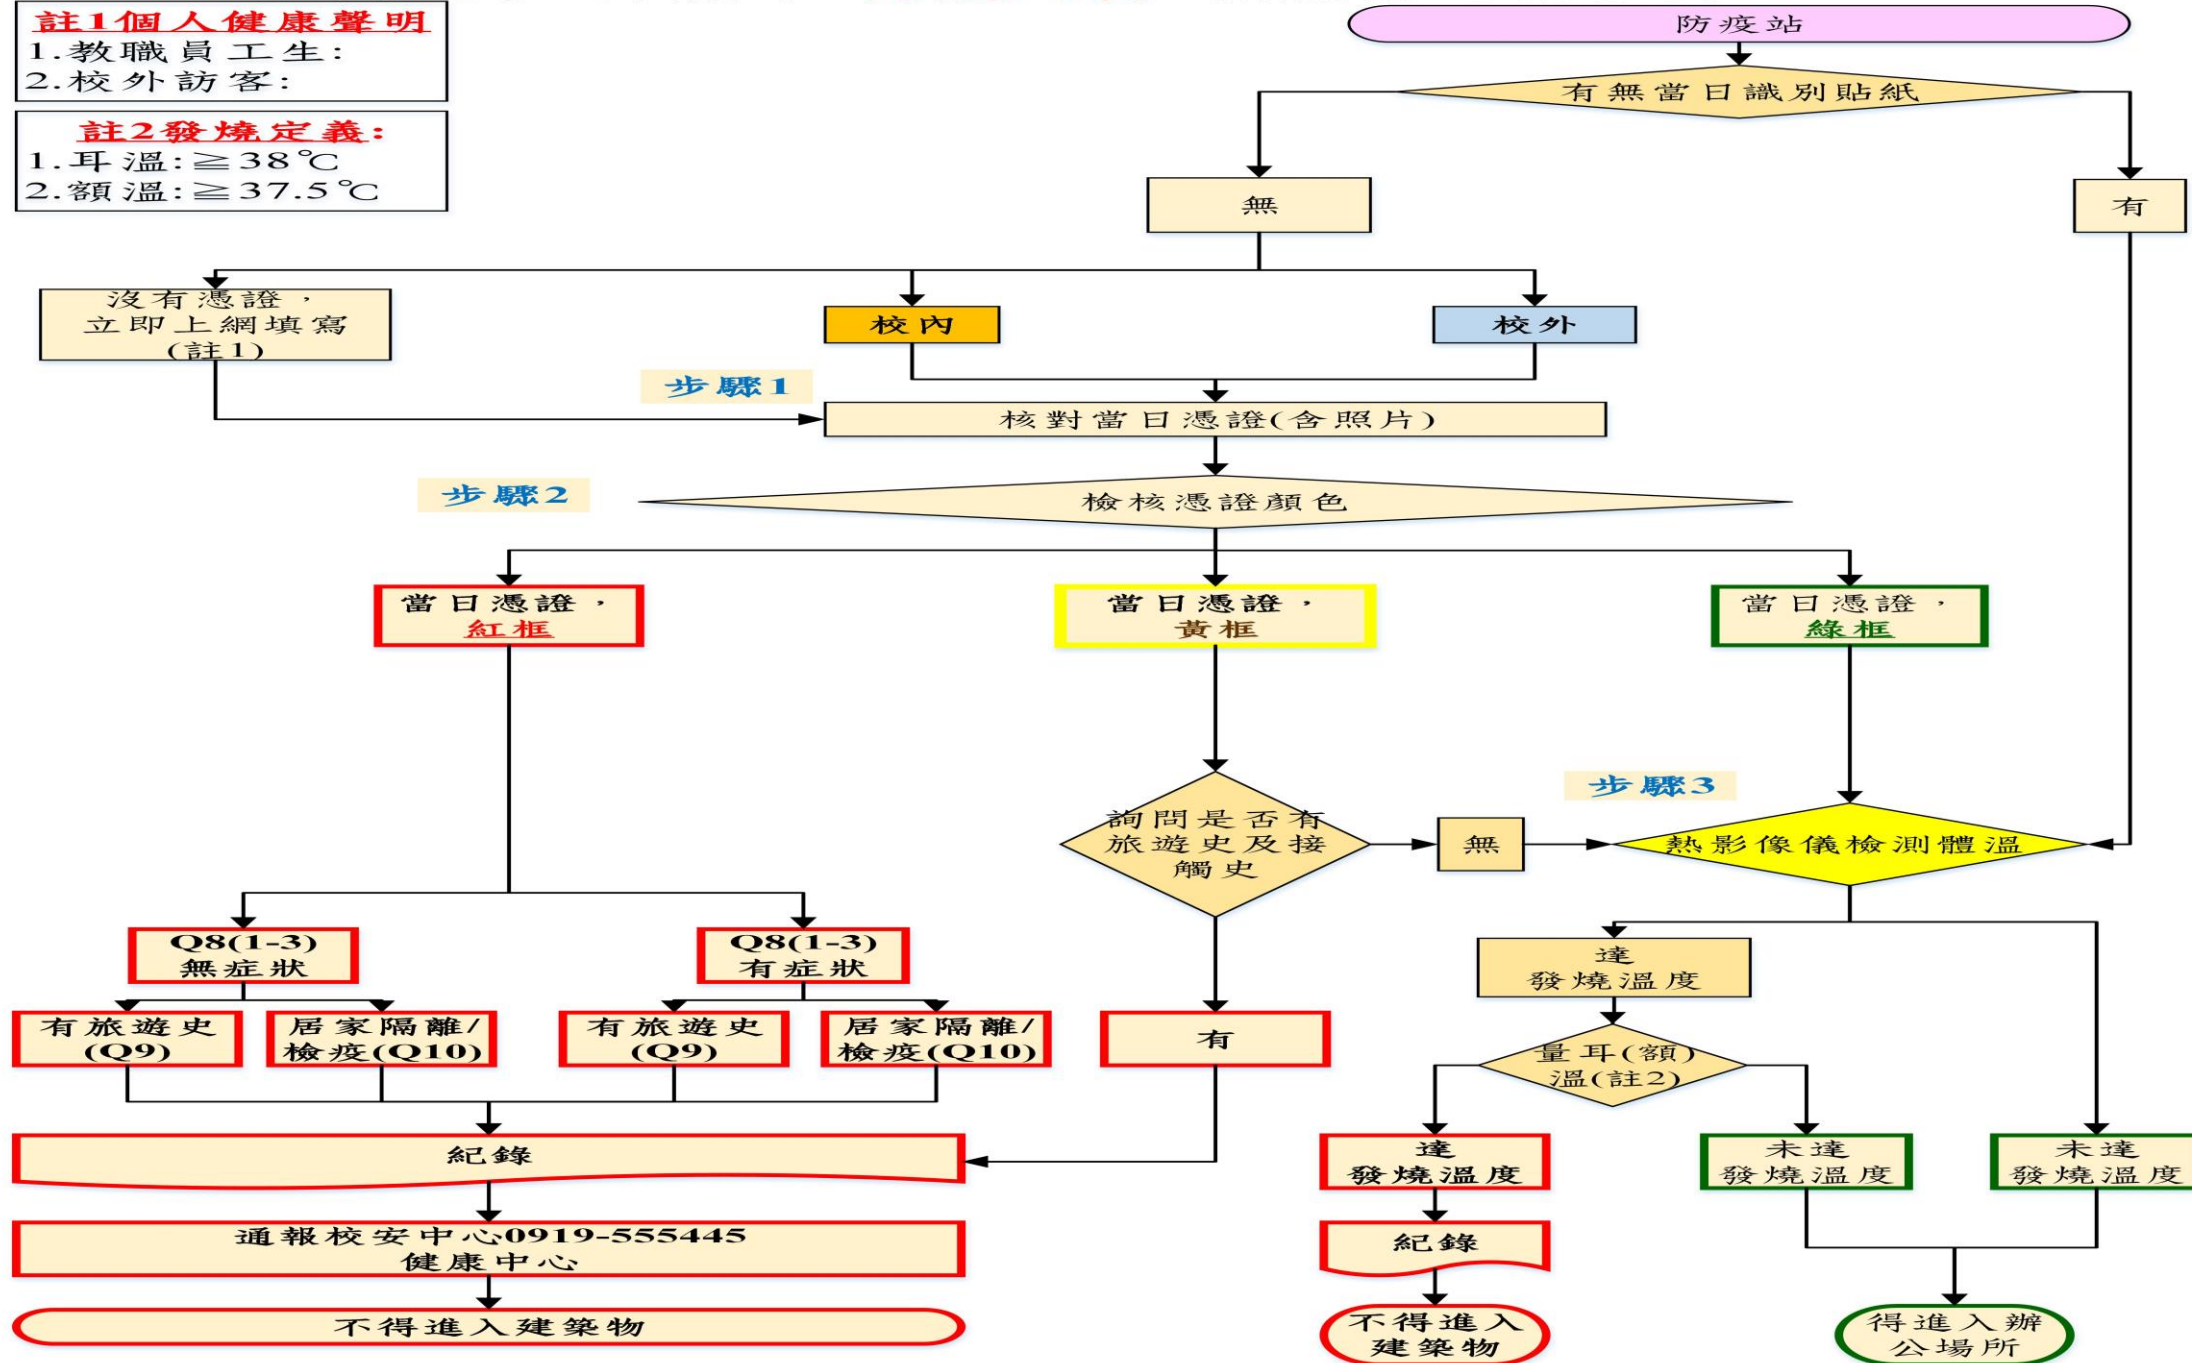 註1個人健康聲明
1.教職員工生:
2.校外訪客:
註2發燒定義:
1.耳溫:≧38℃
2.額溫:≧37.5℃
防疫站
有無當日識別貼紙
無
有
沒有憑證，
立即上網填寫
(註1)
校內
校外
步驟1
核對當日憑證(含照片)
步驟2
檢核憑證顏色
當日憑證，
紅框
當日憑證，
黃框
當日憑證，
綠框
步驟3
詢問是否有
旅遊史及接
觸史
無
熱影像儀檢測體溫
Q8(1-3)
無症狀
Q8(1-3)
有症狀
達
發燒溫度
有旅遊史
(Q9)
居家隔離/
檢疫(Q10)
有旅遊史
(Q9)
居家隔離/
檢疫(Q10)
有
量耳(額)
溫(註2)
紀錄
達
發燒溫度
未達
發燒溫度
未達
發燒溫度
通報校安中心0919-555445
健康中心
紀錄
不得進入建築物
不得進入
建築物
得進入辦
公場所